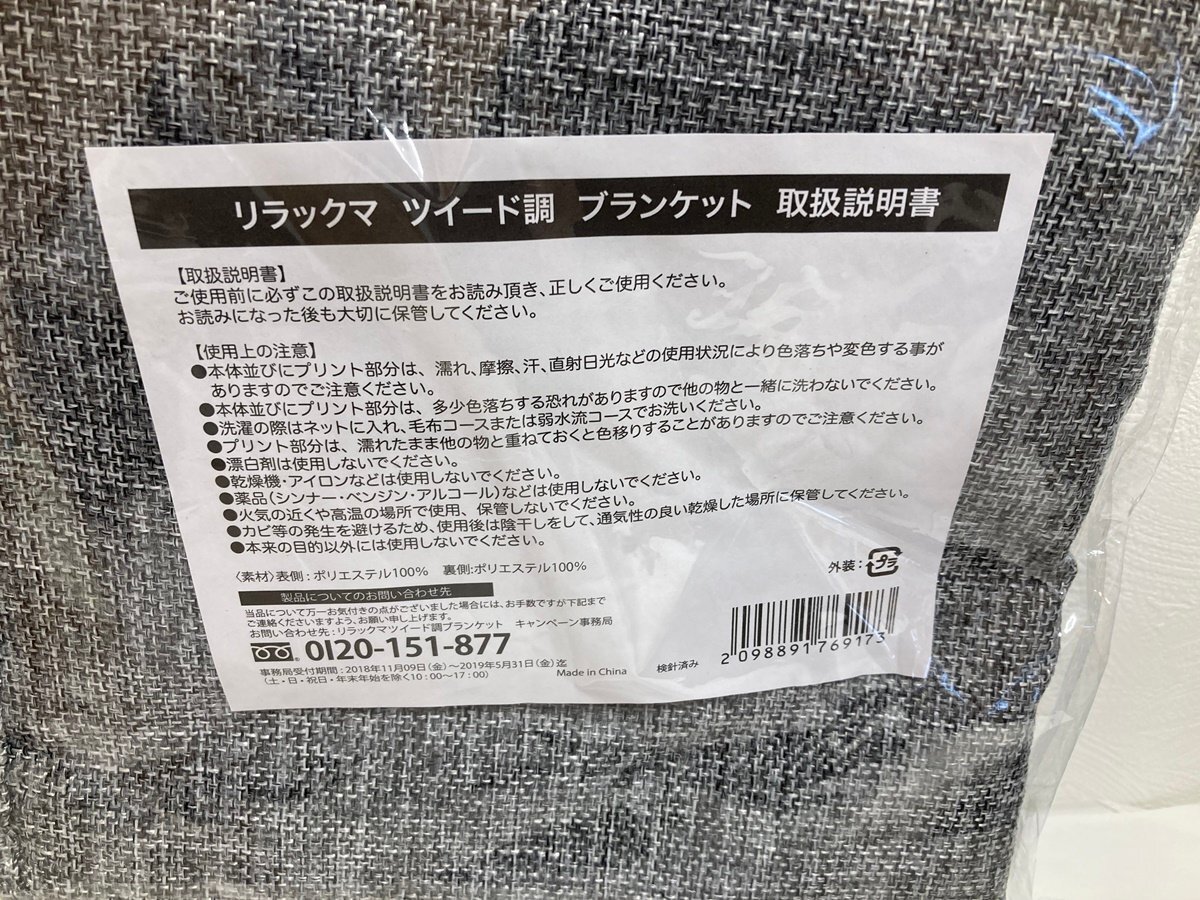 リラックマ ツイード調 ブランケット 取扱説明書
【取扱説明書】
ご使用前に必ずこの取扱説明書をお読み頂き、正しくご使用ください。
お読みになった後も大切に保管してください。
【使用上の注意】
●本体並びにプリント部分は、濡れ、摩擦、汗、直射日光などの使用状況により色落ちや変色する事が
ありますのでご注意ください。
●本体並びにプリント部分は、多少色落ちする恐れがありますので他の物と一緒に洗わないでください。
●洗濯の際はネットに入れ、毛布コースまたは弱水流コースでお洗いください。
●プリント部分は、濡れたまま他の物と重ねておくと色移りすることがありますのでご注意ください。
●漂白剤は使用しないでください。
●乾燥機・アイロンなどは使用しないでください。
●薬品(シンナー・ベンジン・アルコール)などは使用しないでください。
●火気の近くや高温の場所で使用、保管しないでください。
●カビ等の発生を避けるため、使用後は陰干しをして、通気性の良い乾燥した場所に保管してください。
●本来の目的以外には使用しないでください。
〈素材〉表側：ポリエステル100% 裏側：ポリエステル100%
外装：プラ
製品についてのお問い合わせ先
当品について万一お気付きの点がございました場合には、お手数ですが下記まで
ご連絡くださいますよう、お願い申し上げます。
お問い合わせ先：リラックマツイード調ブランケット キャンペーン事務局
0120-151-877
事務局受付期間：2018年11月09日(金)〜2019年5月31日(金)迄
(土・日・祝日・年末年始を除く10：00〜17：00)
Made in China
検針済み
2 098891 769173